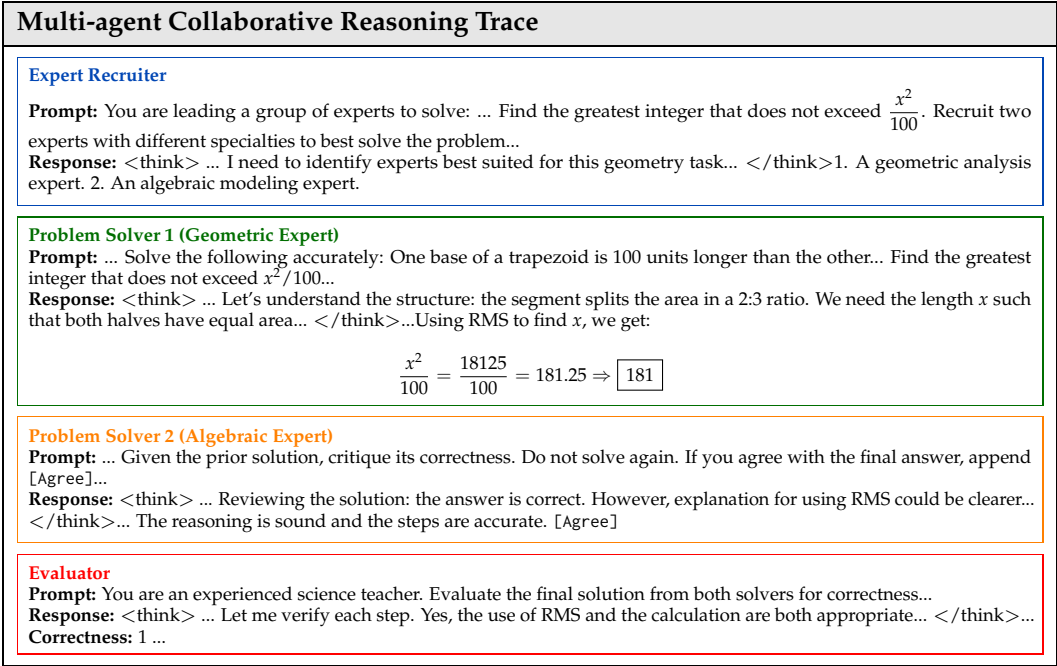 Multi-agent Collaborative Reasoning Trace
Expert Recruiter
Prompt: You are leading a group of experts to solve: ... Find the greatest integer that does not exceed x²/100. Recruit two
experts with different specialties to best solve the problem...
Response: <think> ... I need to identify experts best suited for this geometry task... </think>1. A geometric analysis
expert. 2. An algebraic modeling expert.
Problem Solver 1 (Geometric Expert)
Prompt: ... Solve the following accurately: One base of a trapezoid is 100 units longer than the other... Find the greatest
integer that does not exceed x²/100...
Response: <think> ... Let's understand the structure: the segment splits the area in a 2:3 ratio. We need the length x such
that both halves have equal area... </think>...Using RMS to find x, we get:
x²/100 = 18125/100 = 181.25 ⇒ 181
Problem Solver 2 (Algebraic Expert)
Prompt: ... Given the prior solution, critique its correctness. Do not solve again. If you agree with the final answer, append
[Agree]...
Response: <think> ... Reviewing the solution: the answer is correct. However, explanation for using RMS could be clearer...
</think>... The reasoning is sound and the steps are accurate. [Agree]
Evaluator
Prompt: You are an experienced science teacher. Evaluate the final solution from both solvers for correctness...
Response: <think> ... Let me verify each step. Yes, the use of RMS and the calculation are both appropriate... </think>...
Correctness: 1 ...